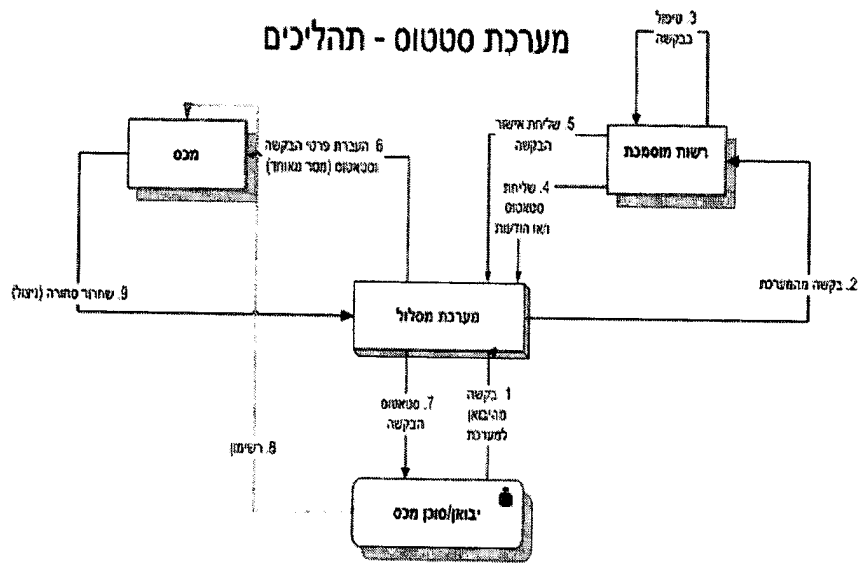 מערכת סטטוס - תהליכים
3. טיפול
בבקשה
רשות מוסמכת
5. שליחת אישור
הבקשה
4. שליחת
סטאטוס
ו/או הודעות
מכס
6. העברת פרטי הבקשה
וסטאטוס (מסר מאוחד)
2. בקשה מהמערכת
9. שחרור סחורה (ניצול)
מערכת מסלול
7. סטאטוס
הבקשה
1 בקשה
מהיבואן
למערכת
8. רשימון
יבואן/סוכן מכס